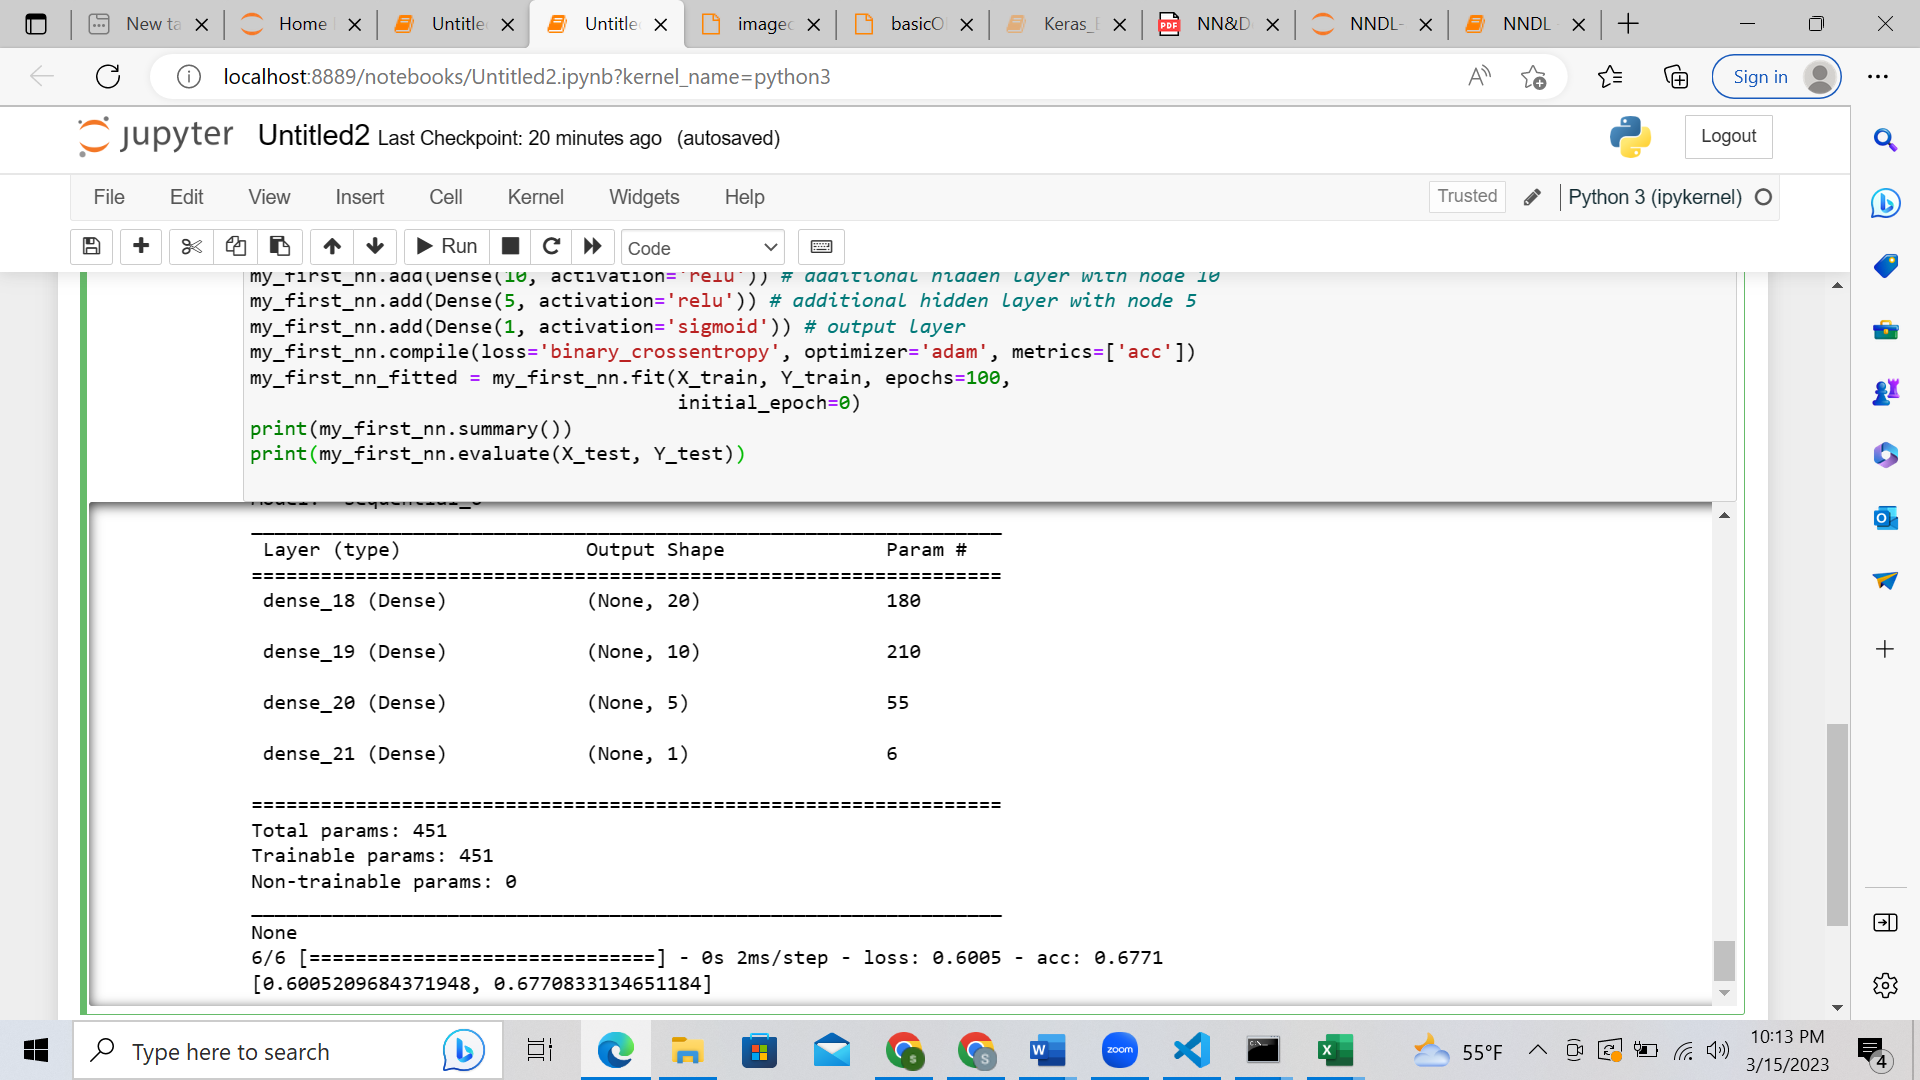 New ta
Home
Untitle
Untitle
imagec
basicO
Keras_E
NN&D
NNDL-
NNDL
localhost:8889/notebooks/Untitled2.ipynb?kernel_name=python3
Sign in
jupyter Untitled2 Last Checkpoint: 20 minutes ago (autosaved)
Logout
File Edit View Insert Cell Kernel Widgets Help
Trusted
Python 3 (ipykernel)
Run
Code
my_first_nn.add(Dense(10, activation='relu')) # additional hidden layer with node 10
my_first_nn.add(Dense(5, activation='relu')) # additional hidden layer with node 5
my_first_nn.add(Dense(1, activation='sigmoid')) # output layer
my_first_nn.compile(loss='binary_crossentropy', optimizer='adam', metrics=['acc'])
my_first_nn_fitted = my_first_nn.fit(X_train, Y_train, epochs=100,
initial_epoch=0)
print(my_first_nn.summary())
print(my_first_nn.evaluate(X_test, Y_test))
_________________________________________________________________
Layer (type) Output Shape Param #
=================================================================
dense_18 (Dense) (None, 20) 180
dense_19 (Dense) (None, 10) 210
dense_20 (Dense) (None, 5) 55
dense_21 (Dense) (None, 1) 6
=================================================================
Total params: 451
Trainable params: 451
Non-trainable params: 0
_________________________________________________________________
None
6/6 [==============================] - 0s 2ms/step - loss: 0.6005 - acc: 0.6771
[0.6005209684371948, 0.6770833134651184]
Type here to search
zoom
55°F
10:13 PM
3/15/2023
4